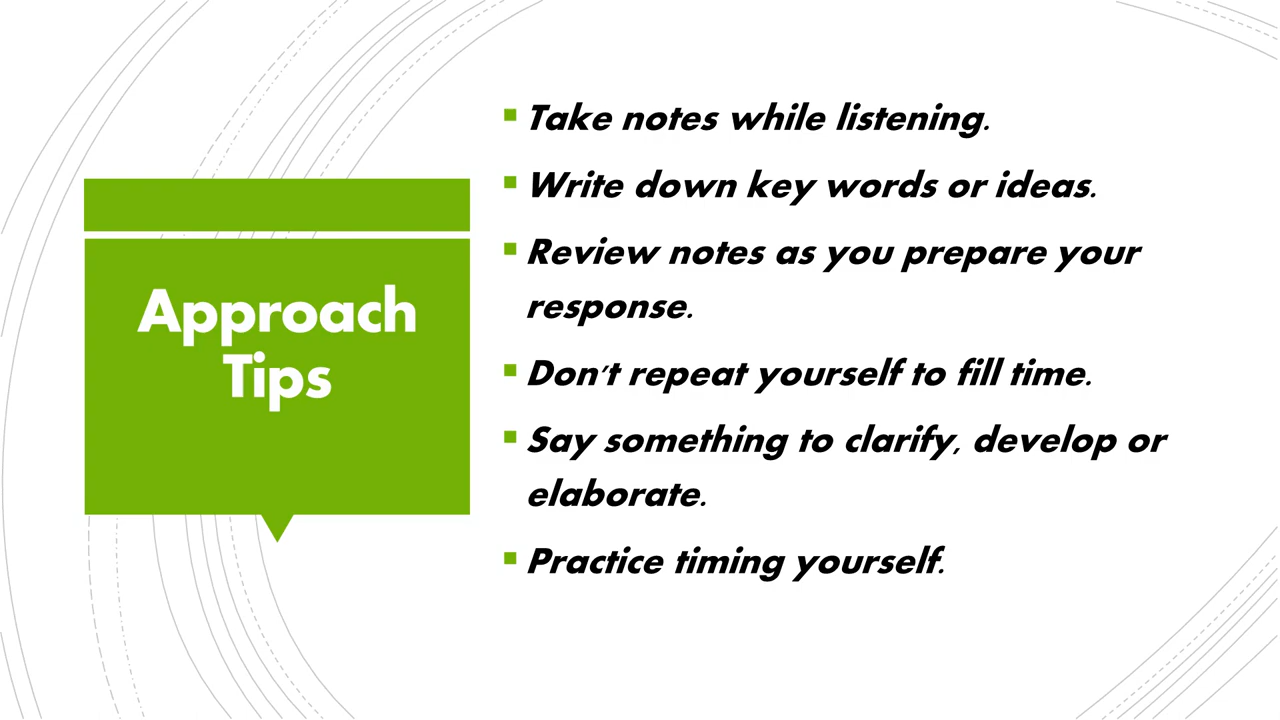 Approach
Tips
Take notes while listening.
Write down key words or ideas.
Review notes as you prepare your
response.
Don't repeat yourself to fill time.
Say something to clarify, develop or
elaborate.
Practice timing yourself.